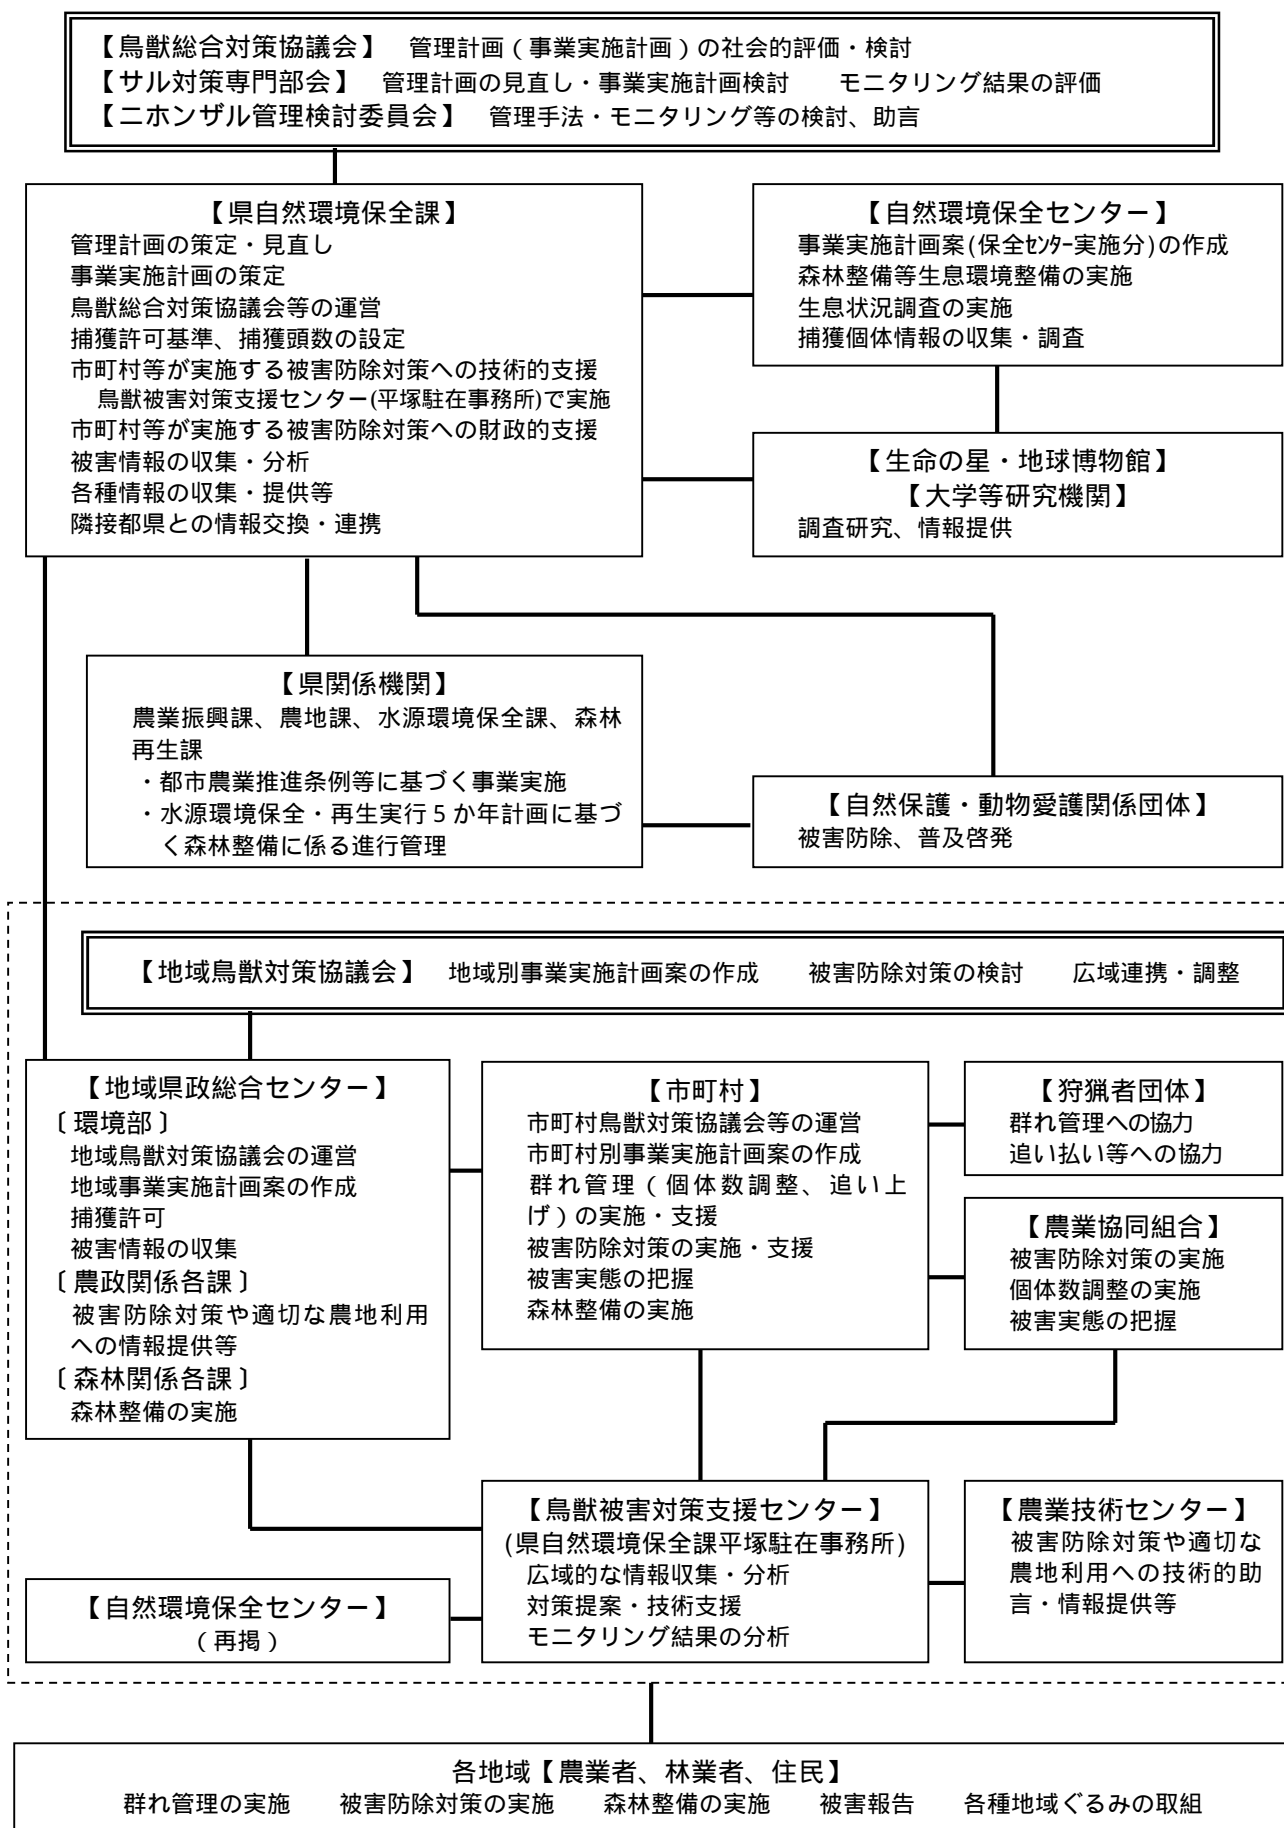 【鳥獣総合対策協議会】 管理計画（事業実施計画）の社会的評価・検討
【サル対策専門部会】 管理計画の見直し・事業実施計画検討 モニタリング結果の評価
【ニホンザル管理検討委員会】 管理手法・モニタリング等の検討、助言
【県自然環境保全課】
管理計画の策定・見直し
事業実施計画の策定
鳥獣総合対策協議会等の運営
捕獲許可基準、捕獲頭数の設定
市町村等が実施する被害防除対策への技術的支援
鳥獣被害対策支援センター(平塚駐在事務所)で実施
市町村等が実施する被害防除対策への財政的支援
被害情報の収集・分析
各種情報の収集・提供等
隣接都県との情報交換・連携
【自然環境保全センター】
事業実施計画案(保全ｾﾝﾀｰ実施分)の作成
森林整備等生息環境整備の実施
生息状況調査の実施
捕獲個体情報の収集・調査
【生命の星・地球博物館】
【大学等研究機関】
調査研究、情報提供
【県関係機関】
農業振興課、農地課、水源環境保全課、森林
再生課
・都市農業推進条例等に基づく事業実施
・水源環境保全・再生実行５か年計画に基づ
く森林整備に係る進行管理
【自然保護・動物愛護関係団体】
被害防除、普及啓発
【地域鳥獣対策協議会】 地域別事業実施計画案の作成 被害防除対策の検討 広域連携・調整
【地域県政総合センター】
〔環境部〕
地域鳥獣対策協議会の運営
地域事業実施計画案の作成
捕獲許可
被害情報の収集
〔農政関係各課〕
被害防除対策や適切な農地利用
への情報提供等
〔森林関係各課〕
森林整備の実施
【市町村】
市町村鳥獣対策協議会等の運営
市町村別事業実施計画案の作成
群れ管理（個体数調整、追い上
げ）の実施・支援
被害防除対策の実施・支援
被害実態の把握
森林整備の実施
【狩猟者団体】
群れ管理への協力
追い払い等への協力
【農業協同組合】
被害防除対策の実施
個体数調整の実施
被害実態の把握
【鳥獣被害対策支援センター】
(県自然環境保全課平塚駐在事務所)
広域的な情報収集・分析
対策提案・技術支援
モニタリング結果の分析
【農業技術センター】
被害防除対策や適切な
農地利用への技術的助
言・情報提供等
【自然環境保全センター】
（再掲）
各地域【農業者、林業者、住民】
群れ管理の実施 被害防除対策の実施 森林整備の実施 被害報告 各種地域ぐるみの取組